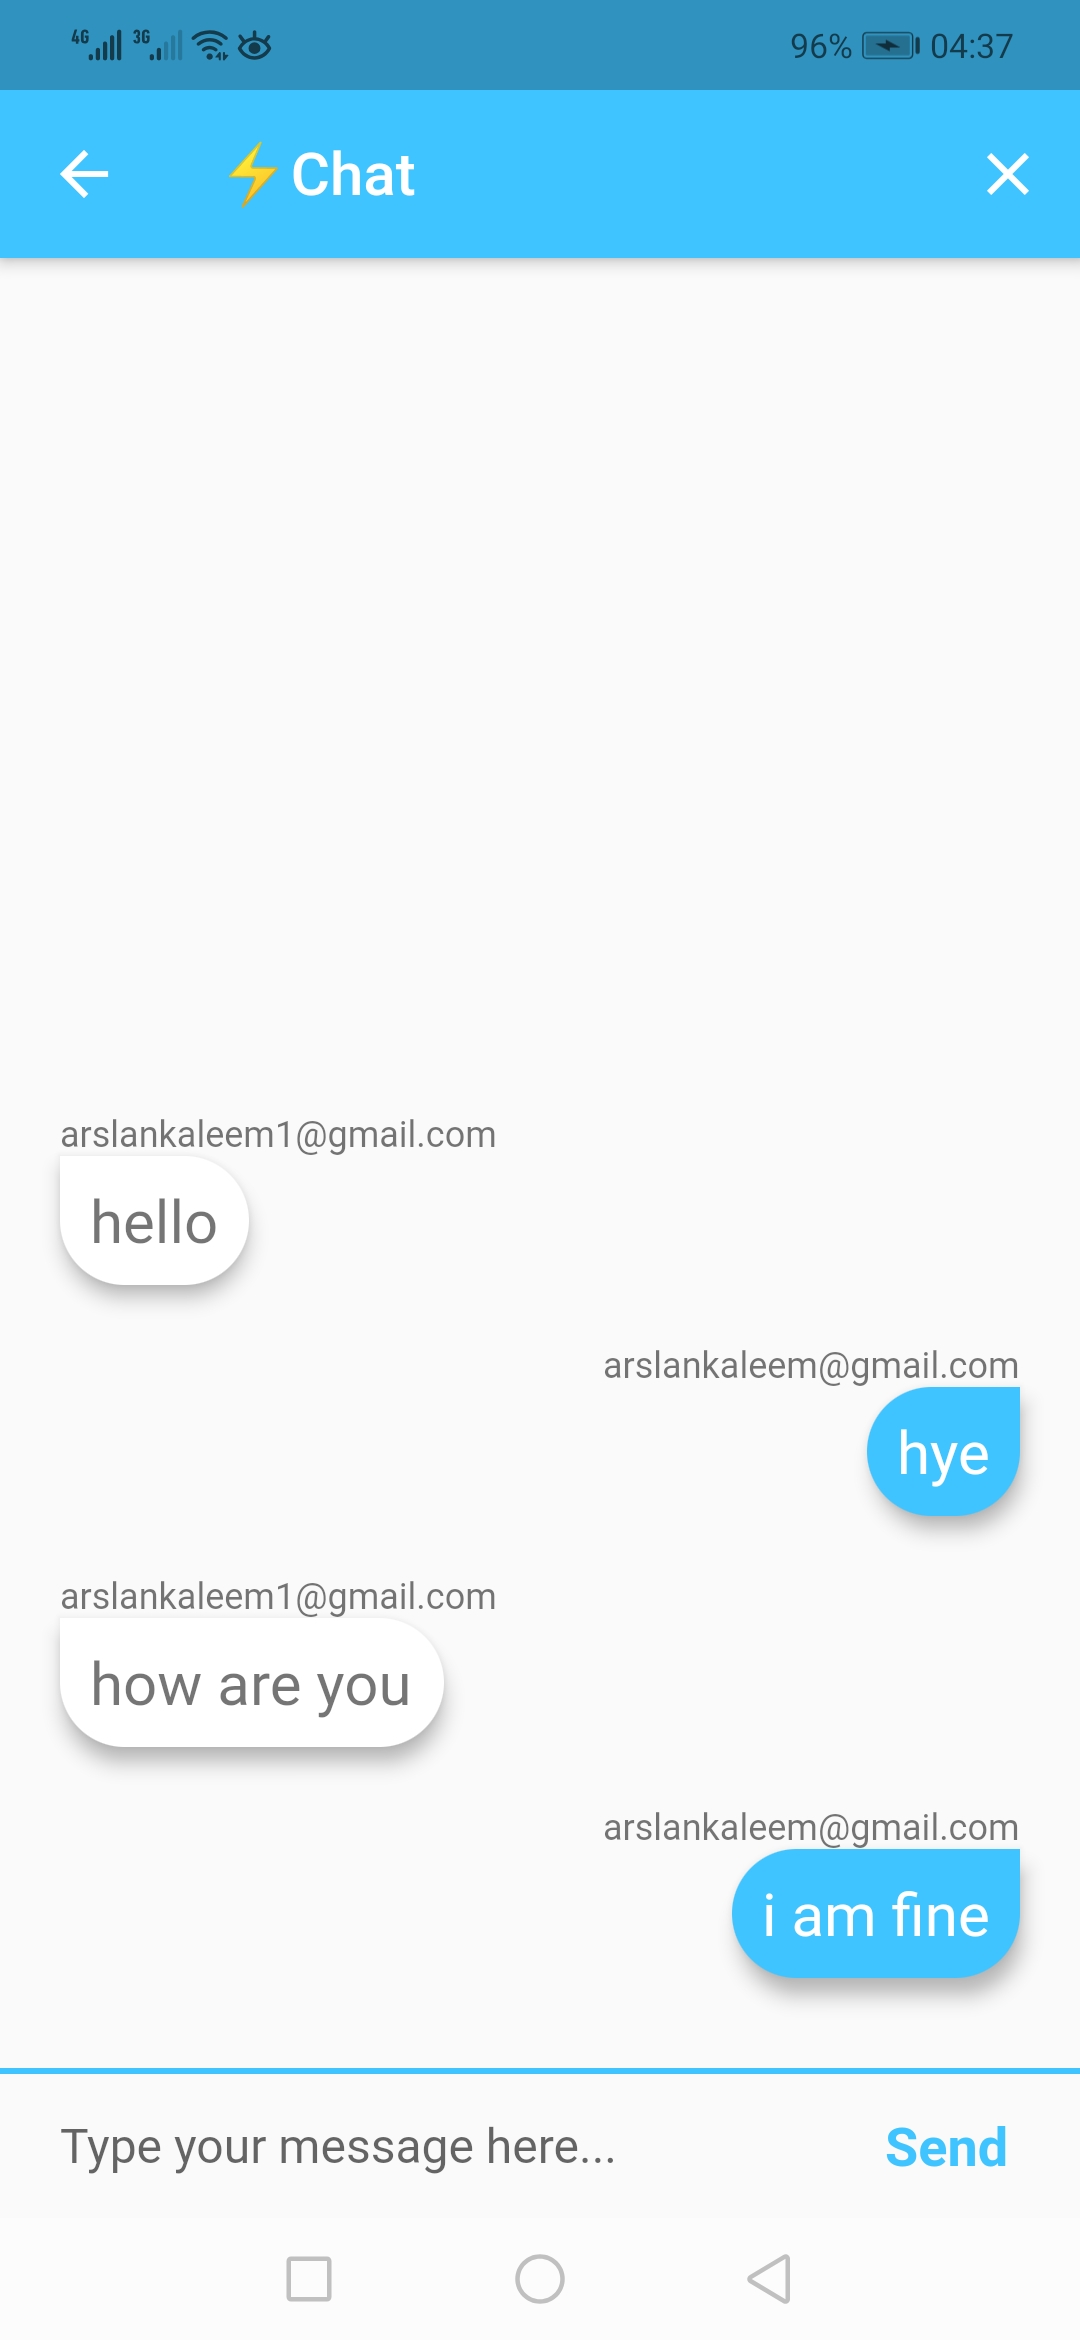 4G 3G 96% 04:37
⚡Chat
arslankaleem1@gmail.com
hello
arslankaleem@gmail.com
hye
arslankaleem1@gmail.com
how are you
arslankaleem@gmail.com
i am fine
Type your message here... Send